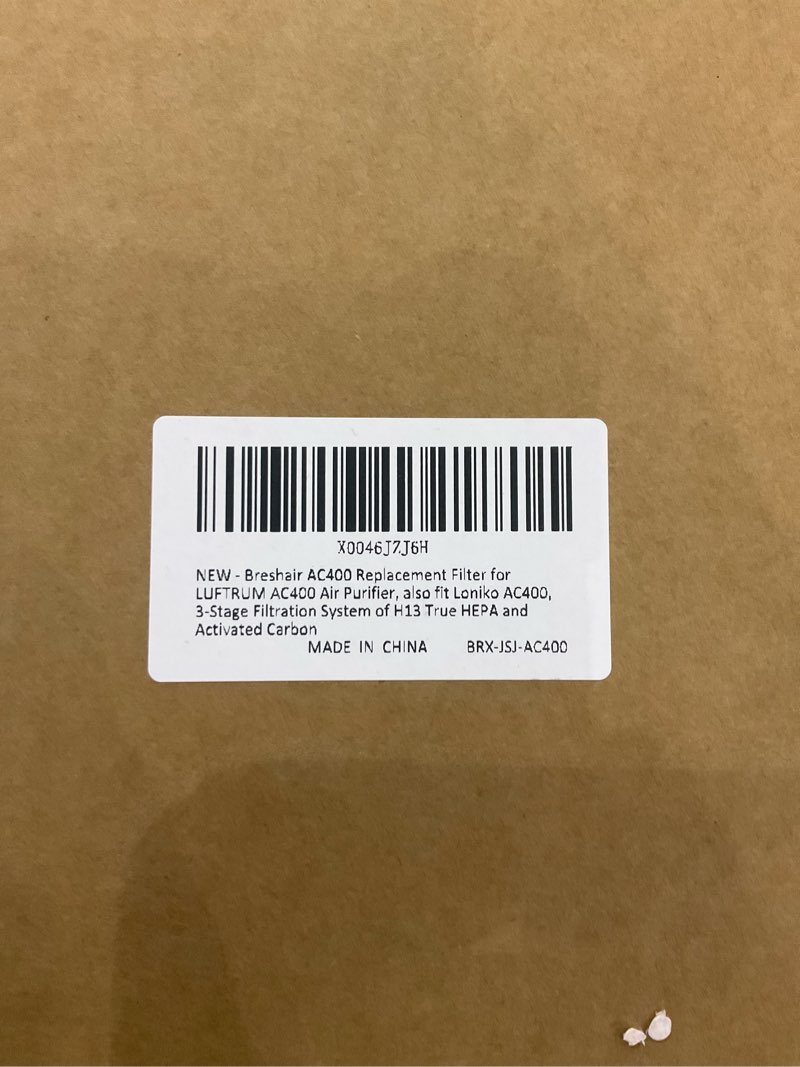 X0046J7J6H
NEW - Breshair AC400 Replacement Filter for
LUFTRUM AC400 Air Purifier, also fit Loniko AC400,
3-Stage Filtration System of H13 True HEPA and
Activated Carbon
MADE IN CHINA BRX-JSJ-AC400